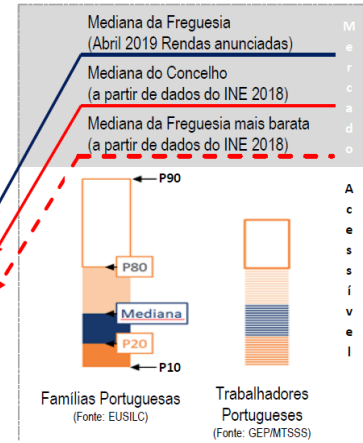 Mediana da Freguesia
(Abril 2019 Rendas anunciadas)
Mediana do Concelho
(a partir de dados do INE 2018)
Mediana da Freguesia mais barata
(a partir de dados do INE 2018)
Mercado
P90
P80
Mediana
P20
P10
Acessível
Famílias Portuguesas
(Fonte: EUSILC)
Trabalhadores
Portugueses
(Fonte: GEP/MTSSS)